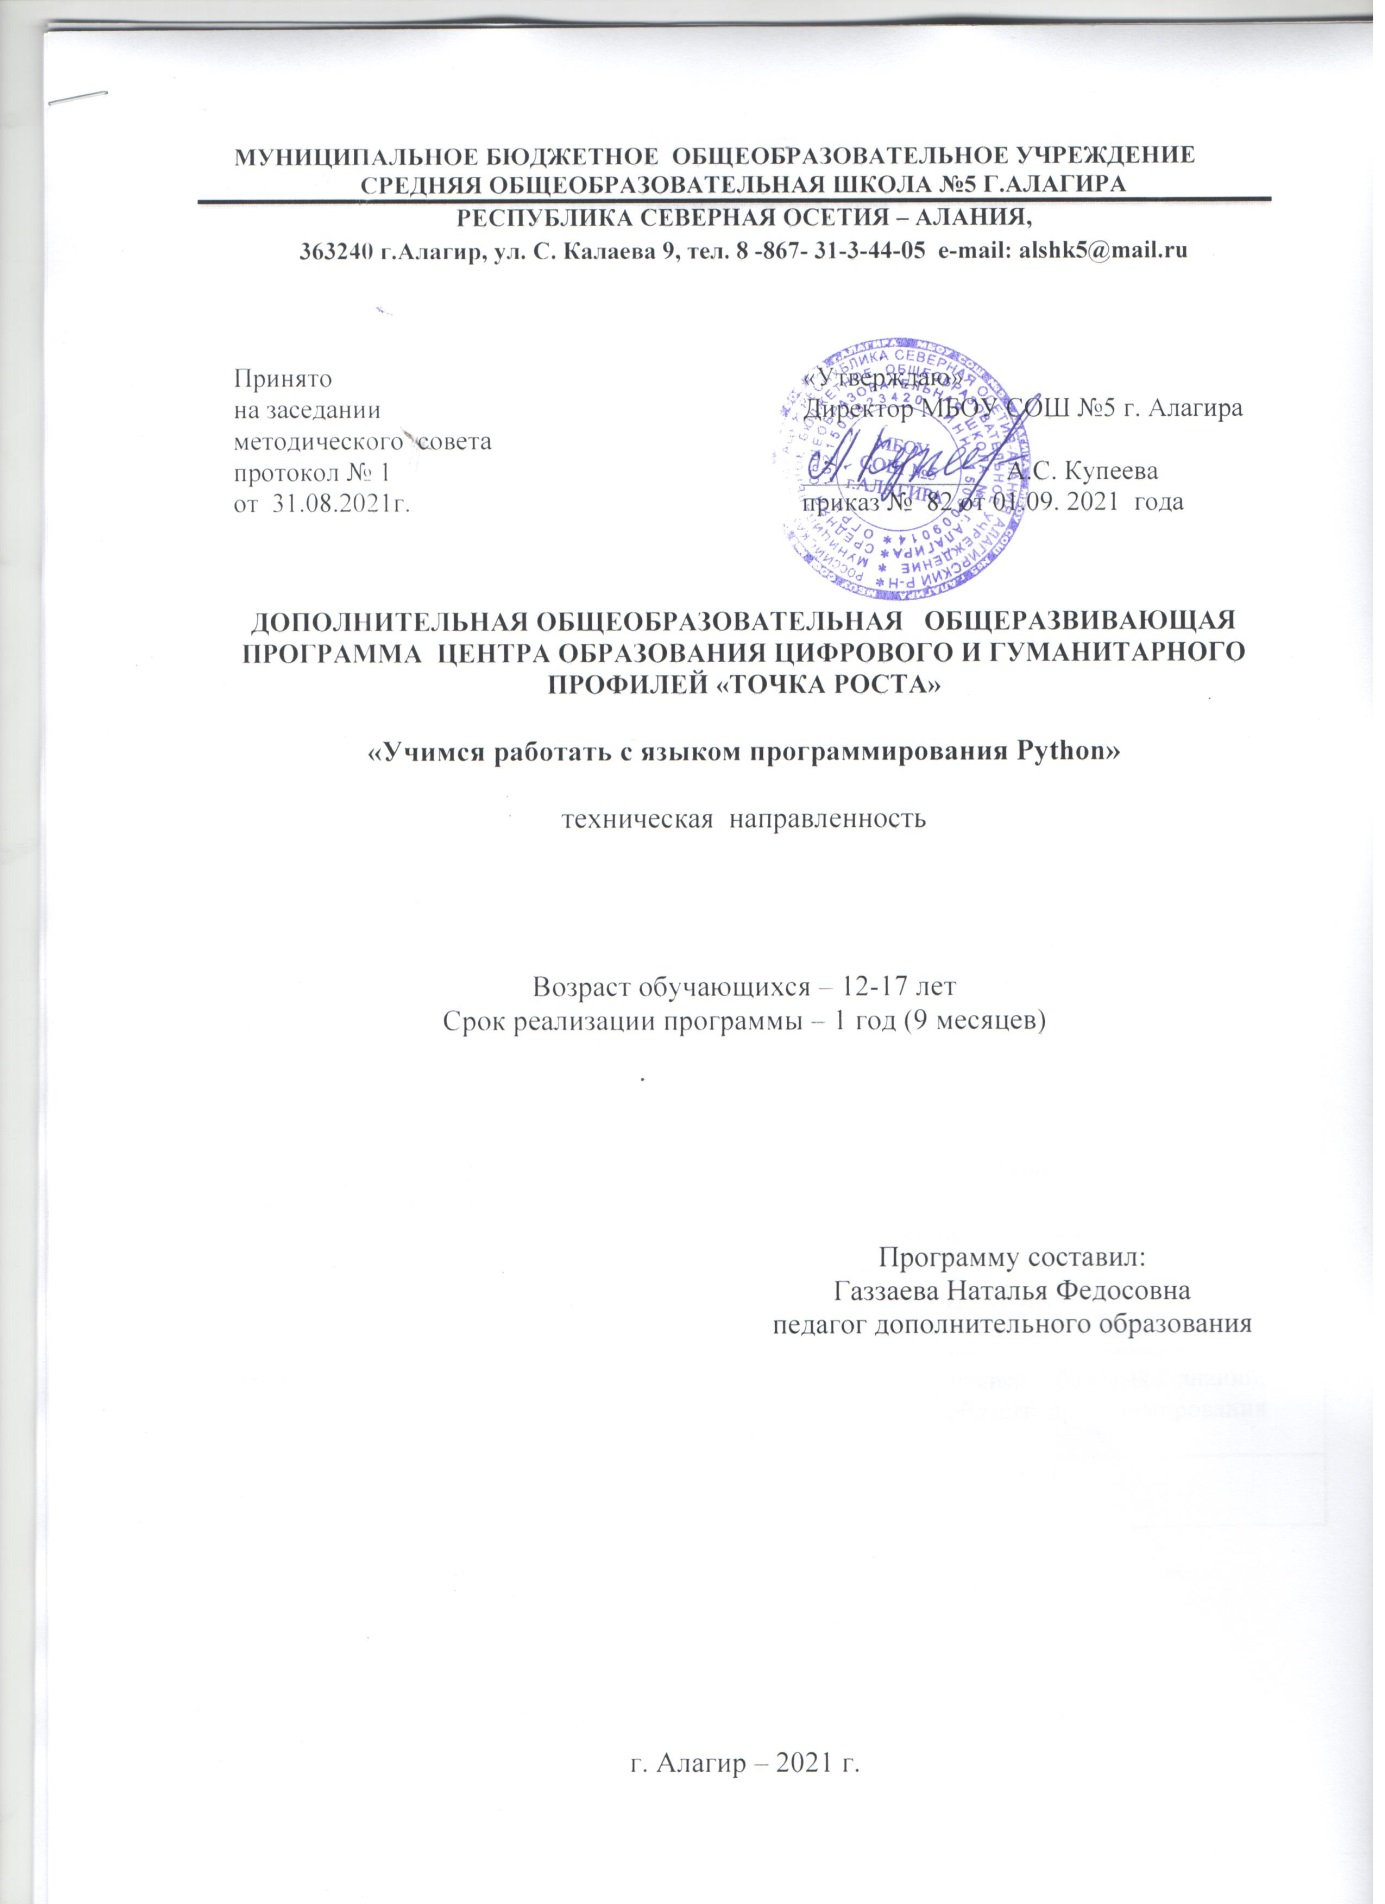 МУНИЦИПАЛЬНОЕ БЮДЖЕТНОЕ ОБЩЕОБРАЗОВАТЕЛЬНОЕ УЧРЕЖДЕНИЕ
СРЕДНЯЯ ОБЩЕОБРАЗОВАТЕЛЬНАЯ ШКОЛА №5 Г.АЛАГИРА
РЕСПУБЛИКА СЕВЕРНАЯ ОСЕТИЯ – АЛАНИЯ,
363240 г.Алагир, ул. С. Калаева 9, тел. 8 -867- 31-3-44-05 e-mail: alshk5@mail.ru
Принято
на заседании
методического совета
протокол № 1
от 31.08.2021г.
«Утверждаю»
Директор МБОУ СОШ №5 г. Алагира
А.С. Купеева
приказ № 82 от 01.09. 2021 года
МБОУ
СОШ №5
г.АЛАГИРА
ДОПОЛНИТЕЛЬНАЯ ОБЩЕОБРАЗОВАТЕЛЬНАЯ ОБЩЕРАЗВИВАЮЩАЯ
ПРОГРАММА ЦЕНТРА ОБРАЗОВАНИЯ ЦИФРОВОГО И ГУМАНИТАРНОГО
ПРОФИЛЕЙ «ТОЧКА РОСТА»
«Учимся работать с языком программирования Python»
техническая направленность
Возраст обучающихся – 12-17 лет
Срок реализации программы – 1 год (9 месяцев)
Программу составил:
Газзаева Наталья Федосовна
педагог дополнительного образования
г. Алагир – 2021 г.